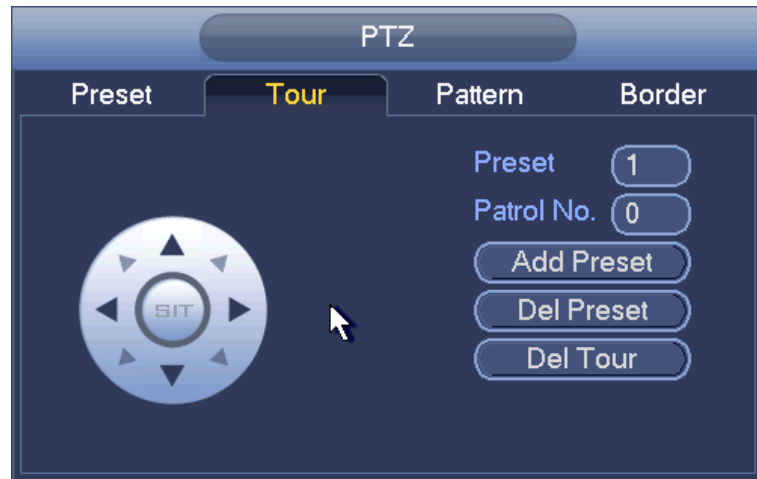 PTZ
Preset Tour Pattern Border
Preset 1
Patrol No. 0
Add Preset
SIT Del Preset
Del Tour